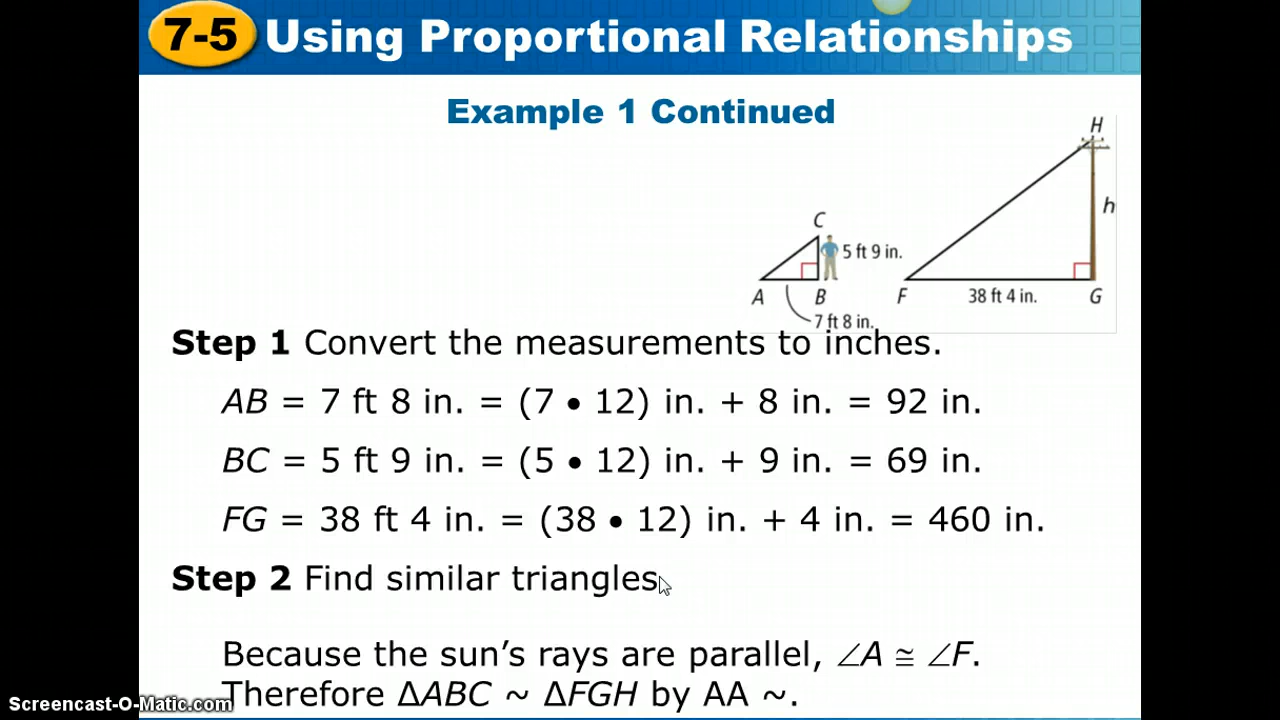 7-5 Using Proportional Relationships
Example 1 Continued
H
h
C
5 ft 9 in.
A
B
F
38 ft 4 in.
G
7 ft 8 in.
Step 1 Convert the measurements to inches.
AB = 7 ft 8 in. = (7 • 12) in. + 8 in. = 92 in.
BC = 5 ft 9 in. = (5 • 12) in. + 9 in. = 69 in.
FG = 38 ft 4 in. = (38 • 12) in. + 4 in. = 460 in.
Step 2 Find similar triangles.
Because the sun’s rays are parallel, ∠A ≅ ∠F.
Therefore ΔABC ~ ΔFGH by AA ~.
Screencast-O-Matic.com